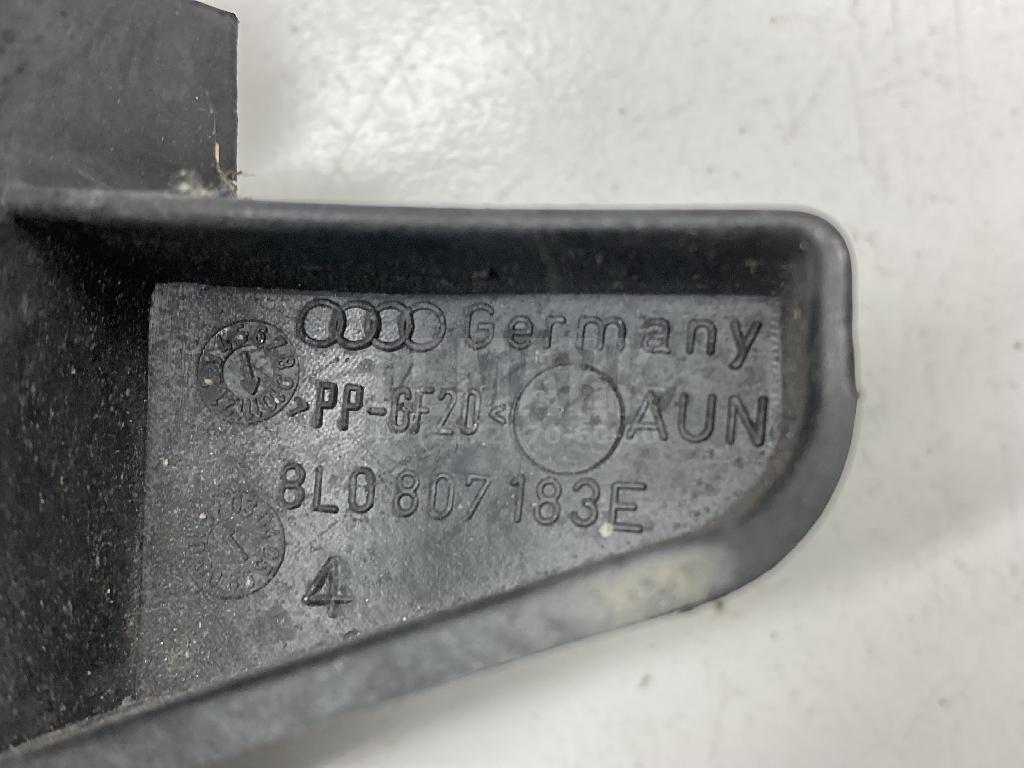 Germany
>PP-GF20< AUN
8L0 807 183E
4